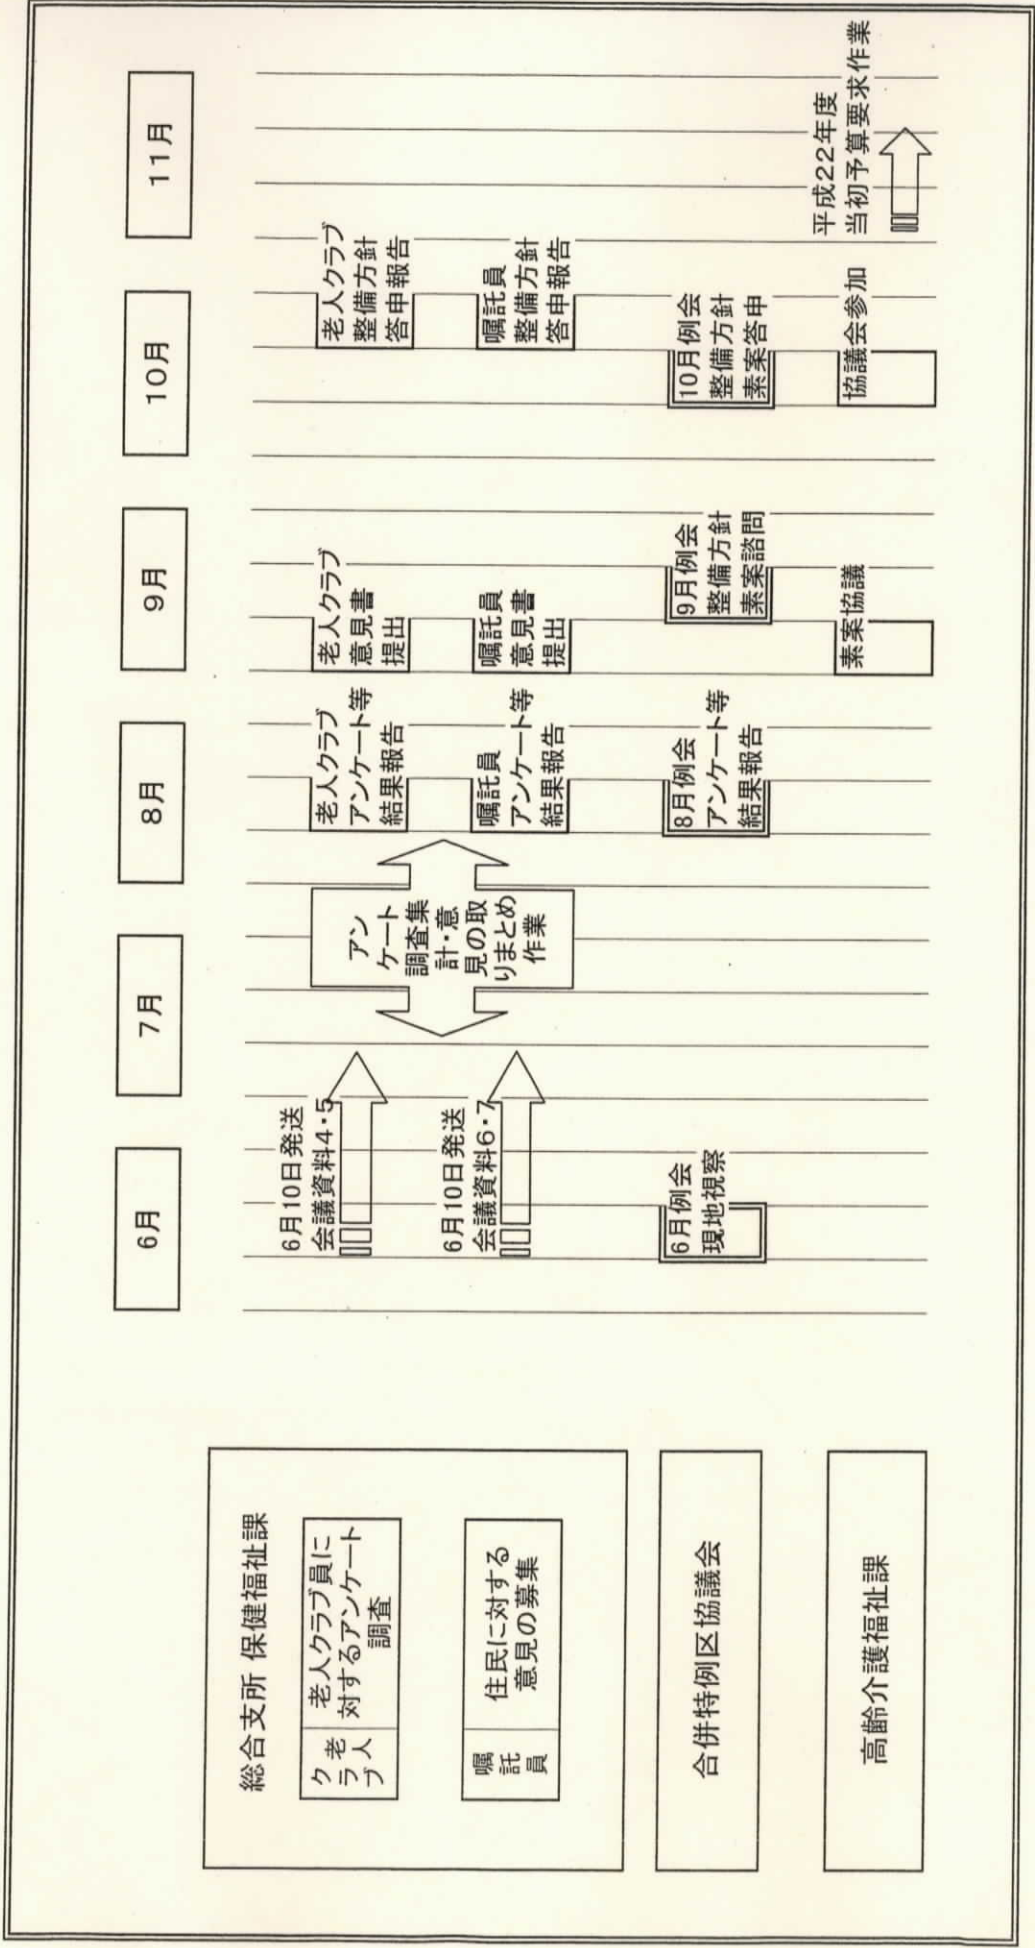 6月
7月
8月
9月
10月
11月
総合支所 保健福祉課
老人
クラブ
老人クラブ員に
対するアンケート
調査
6月10日発送
会議資料4・5
アン
ケート
調査集
計・意
見の取
りまとめ
作業
老人クラブ
アンケート等
結果報告
老人クラブ
意見書
提出
老人クラブ
整備方針
答申報告
嘱託員
住民に対する
意見の募集
6月10日発送
会議資料6・7
嘱託員
アンケート等
結果報告
嘱託員
意見書
提出
嘱託員
整備方針
答申報告
合併特例区協議会
6月例会
現地視察
8月例会
アンケート等
結果報告
9月例会
整備方針
素案諮問
10月例会
整備方針
素案答申
高齢介護福祉課
素案協議
協議会参加
平成22年度
当初予算要求作業